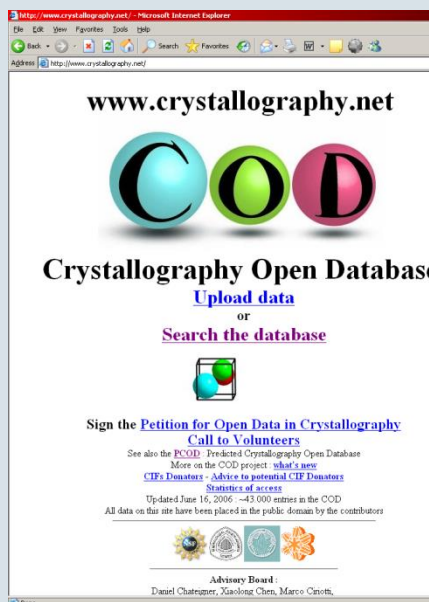 http://www.crystallography.net/ - Microsoft Internet Explorer
File Edit View Favorites Tools Help
Back Search Favorites
Address http://www.crystallography.net/
www.crystallography.net
COD
Crystallography Open Database
Upload data
or
Search the database
Sign the Petition for Open Data in Crystallography
Call to Volunteers
See also the PCOD : Predicted Crystallography Open Database
More on the COD project : what's new
CIFs Donators - Advice to potential CIF Donators
Statistics of access
Updated June 16, 2006 : ~43.000 entries in the COD
All data on this site have been placed in the public domain by the contributors
Advisory Board :
Daniel Chateigner, Xiaolong Chen, Marco Ciriotti,